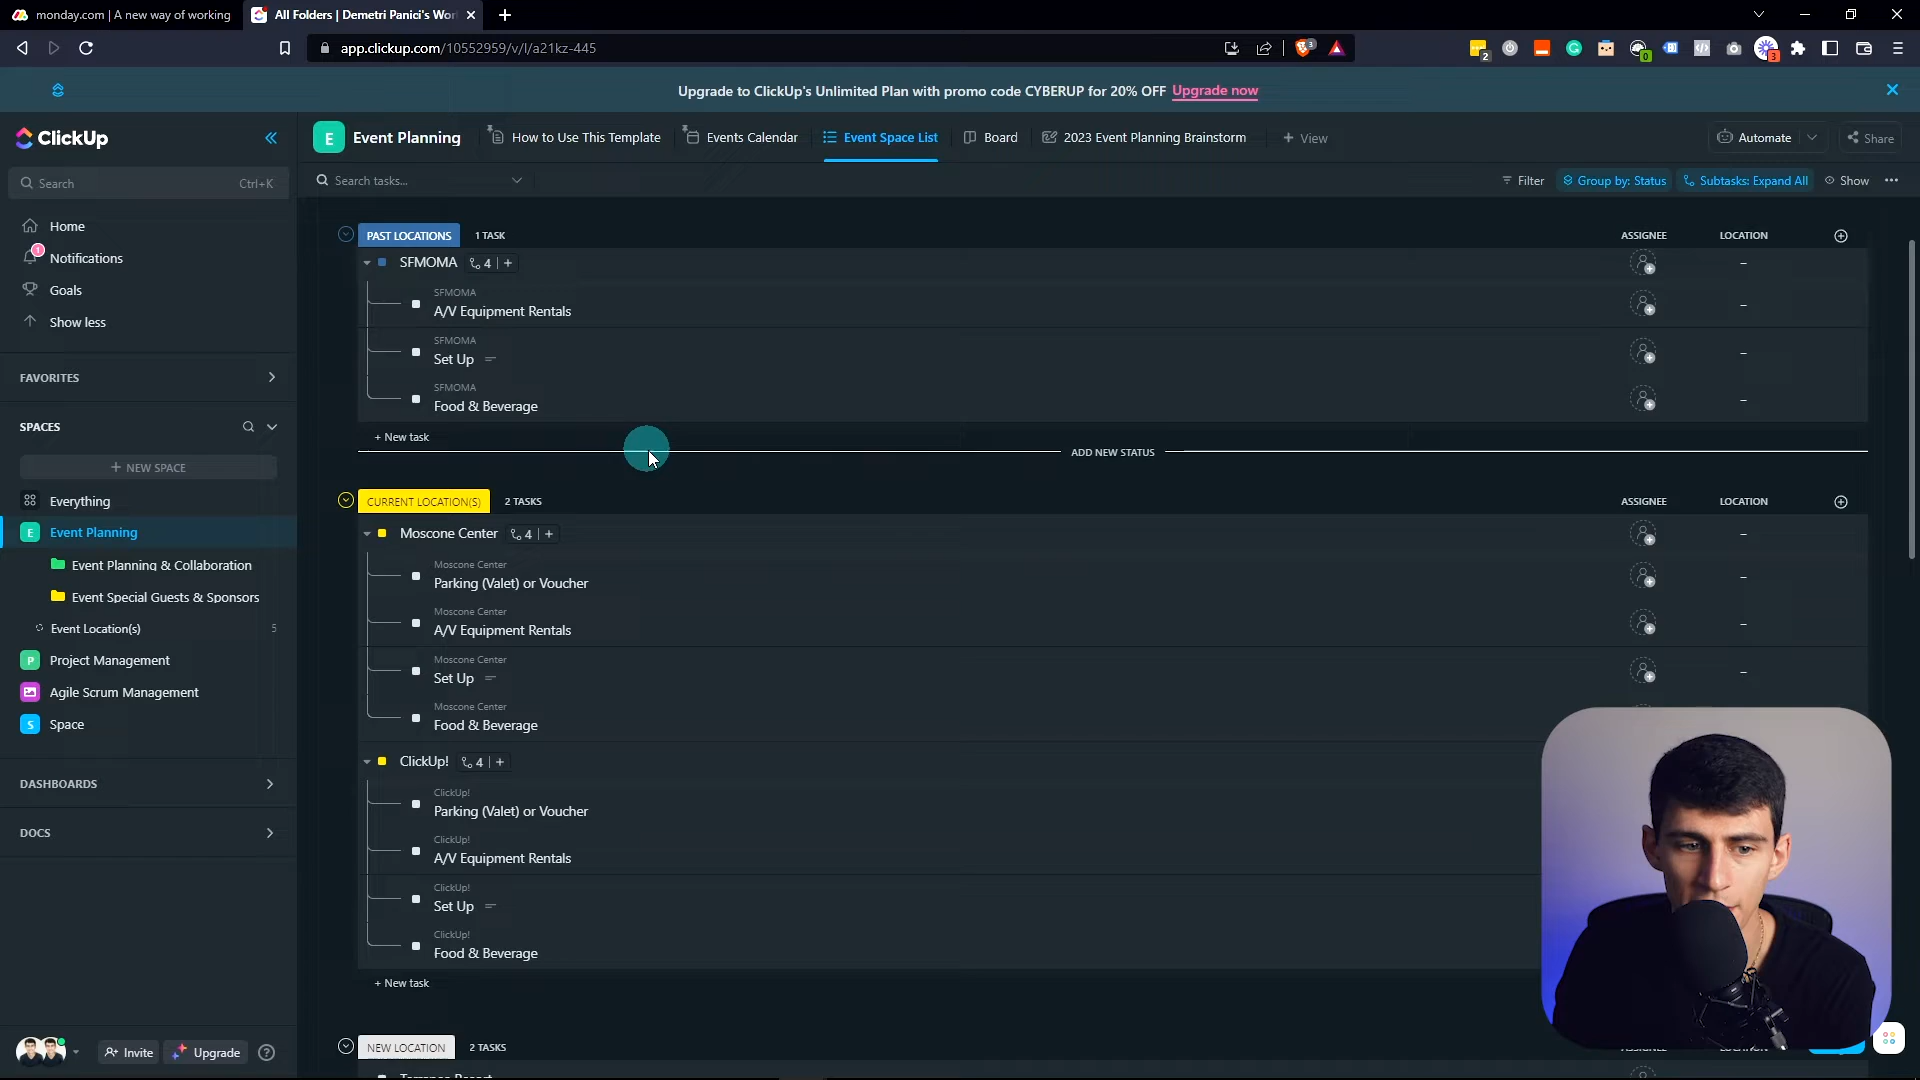 monday.com | A new way of working
All Folders | Demetri Panici's Wor
app.clickup.com/10552959/v/l/a21kz-445
3
2
0
3
Upgrade to ClickUp's Unlimited Plan with promo code CYBERUP for 20% OFF Upgrade now
ClickUp
E Event Planning
How to Use This Template
Events Calendar
Event Space List
Board
2023 Event Planning Brainstorm
+ View
Automate
Share
Search
Ctrl+K
Search tasks...
Filter
Group by: Status
Subtasks: Expand All
Show
Home
1
Notifications
Goals
Show less
FAVORITES
SPACES
+ NEW SPACE
Everything
E Event Planning
Event Planning & Collaboration
Event Special Guests & Sponsors
Event Location(s) 5
P Project Management
Agile Scrum Management
S Space
DASHBOARDS
DOCS
Invite
Upgrade
PAST LOCATIONS 1 TASK ASSIGNEE LOCATION
SFMOMA 4 | + –
SFMOMA
A/V Equipment Rentals –
SFMOMA
Set Up –
SFMOMA
Food & Beverage –
+ New task
ADD NEW STATUS
CURRENT LOCATION(S) 2 TASKS ASSIGNEE LOCATION
Moscone Center 4 | + –
Moscone Center
Parking (Valet) or Voucher –
Moscone Center
A/V Equipment Rentals –
Moscone Center
Set Up –
Moscone Center
Food & Beverage
ClickUp! 4 | +
ClickUp!
Parking (Valet) or Voucher
ClickUp!
A/V Equipment Rentals
ClickUp!
Set Up
ClickUp!
Food & Beverage
+ New task
NEW LOCATION 2 TASKS